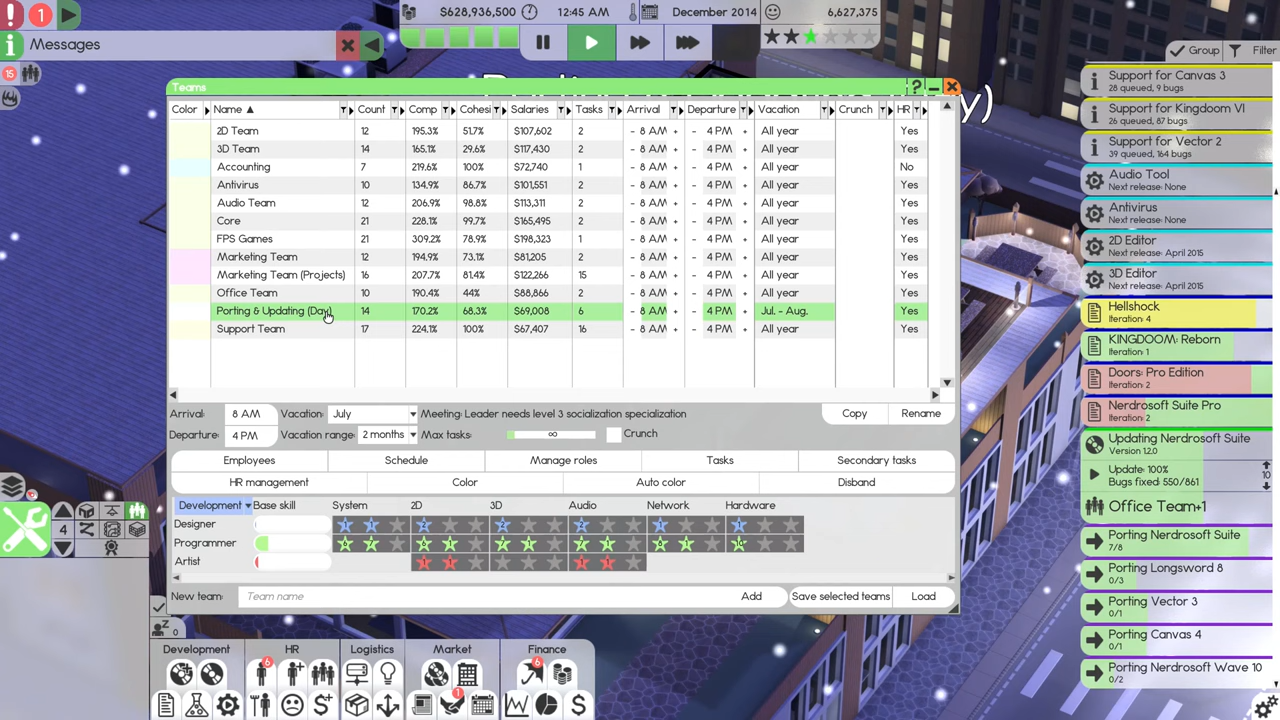 $628,936,500
12:45 AM
December 2014
6,627,375
1
Messages
15
Group
Filter
Teams
?
Color Name ▲ Count Comp Cohesi Salaries Tasks Arrival Departure Vacation Crunch HR
2D Team 12 195.3% 51.7% $107,602 2 - 8 AM + - 4 PM + All year Yes
3D Team 14 165.1% 29.6% $117,430 2 - 8 AM + - 4 PM + All year Yes
Accounting 7 219.6% 100% $72,740 1 - 8 AM + - 4 PM + All year No
Antivirus 10 134.9% 86.7% $101,551 2 - 8 AM + - 4 PM + All year Yes
Audio Team 12 206.9% 98.8% $113,311 2 - 8 AM + - 4 PM + All year Yes
Core 21 228.1% 99.7% $165,495 2 - 8 AM + - 4 PM + All year Yes
FPS Games 21 309.2% 78.9% $198,323 1 - 8 AM + - 4 PM + All year Yes
Marketing Team 12 194.9% 73.1% $81,205 2 - 8 AM + - 4 PM + All year Yes
Marketing Team (Projects) 16 207.7% 81.4% $122,266 15 - 8 AM + - 4 PM + All year Yes
Office Team 10 190.4% 44% $88,866 2 - 8 AM + - 4 PM + All year Yes
Porting & Updating (Day) 14 170.2% 68.3% $69,008 6 - 8 AM + - 4 PM + Jul. - Aug. Yes
Support Team 17 224.1% 100% $67,407 16 - 8 AM + - 4 PM + All year Yes
Arrival: 8 AM Vacation: July Meeting: Leader needs level 3 socialization specialization Copy Rename
Departure: 4 PM Vacation range: 2 months Max tasks: ∞ Crunch
Employees Schedule Manage roles Tasks Secondary tasks
HR management Color Auto color Disband
Development Base skill System 2D 3D Audio Network Hardware
Designer
Programmer
Artist
New team: Team name Add Save selected teams Load
Support for Canvas 3
28 queued, 9 bugs
Support for Kingdom VI
26 queued, 87 bugs
Support for Vector 2
39 queued, 164 bugs
Audio Tool
Next release: None
Antivirus
Next release: None
2D Editor
Next release: April 2015
3D Editor
Next release: April 2015
Hellshock
Iteration: 4
KINGDOOM: Reborn
Iteration: 1
Doors: Pro Edition
Iteration: 2
Nerdrosoft Suite Pro
Iteration: 2
Updating Nerdrosoft Suite
Version 1.2.0
Update: 100%
Bugs fixed: 550/861
10
Office Team+1
Porting Nerdrosoft Suite
7/8
Porting Longsword 8
0/3
Porting Vector 3
0/1
Porting Canvas 4
0/1
Porting Nerdrosoft Wave 10
0/2
4
Z 0
Development HR Logistics Market Finance
6
6
1